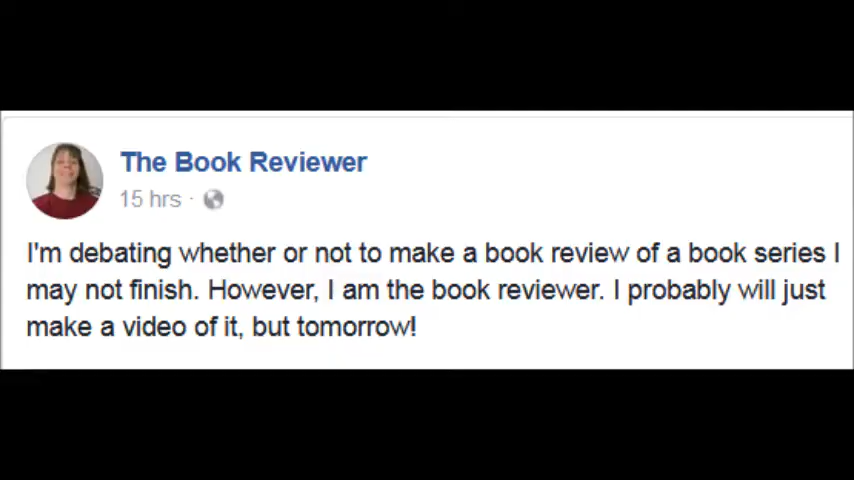 The Book Reviewer
15 hrs ·
I'm debating whether or not to make a book review of a book series I
may not finish. However, I am the book reviewer. I probably will just
make a video of it, but tomorrow!